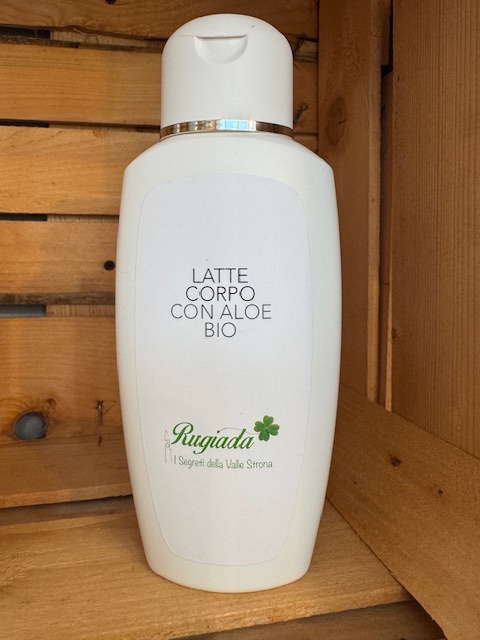 LATTE
CORPO
CON ALOE
BIO
Rugiada
I Segreti della Valle Strona